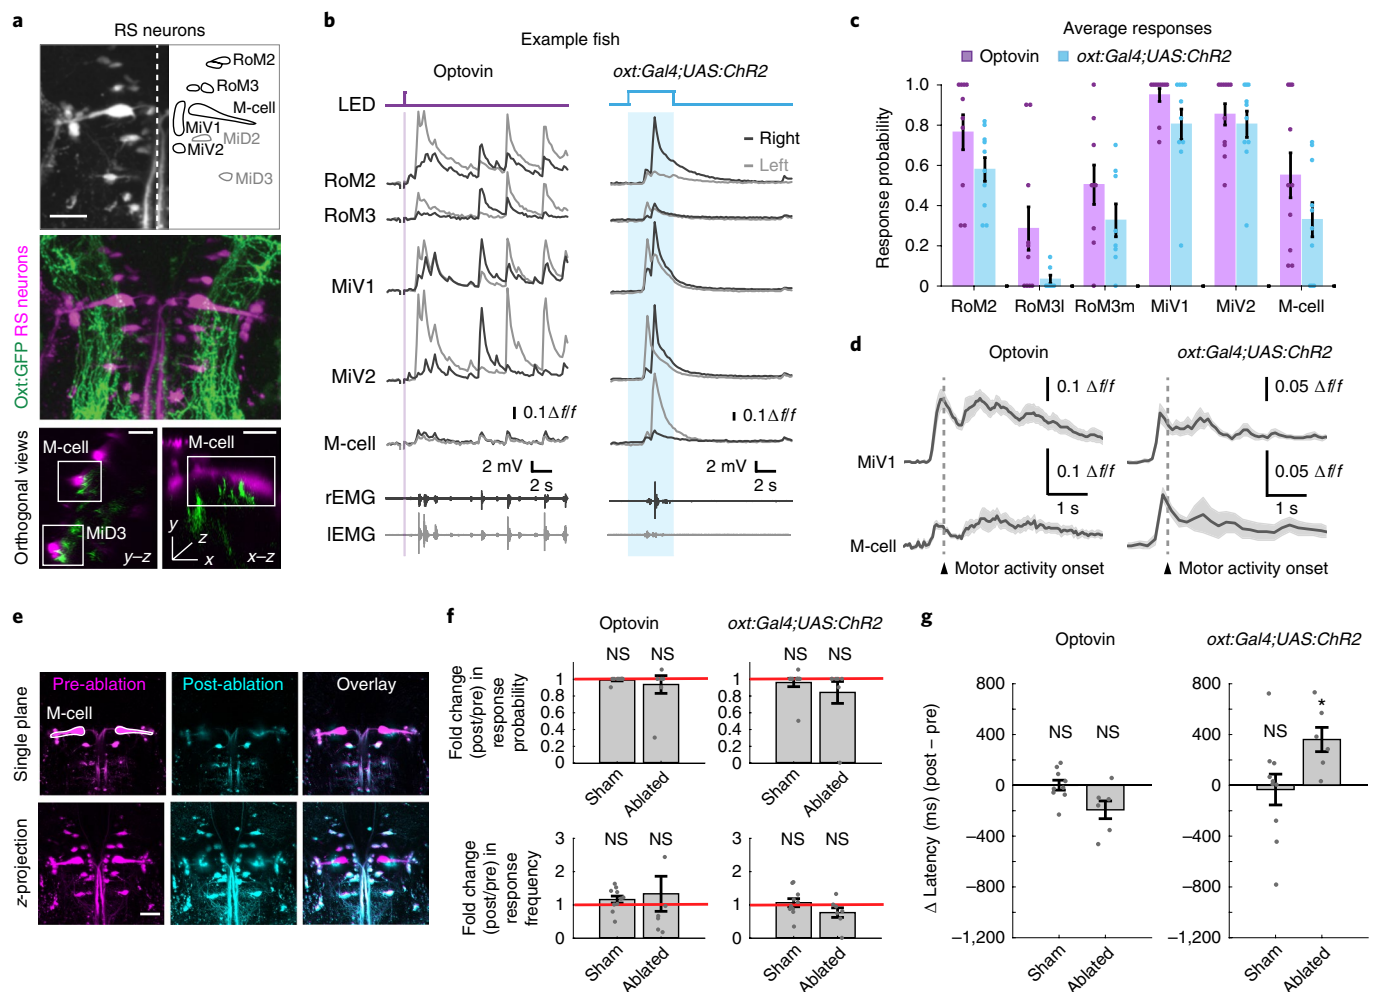 a
RS neurons
RoM2
RoM3
M-cell
MiV1
MiD2
MiV2
MiD3
Oxt:GFP RS neurons
Orthogonal views
M-cell
MiD3
y–z
M-cell
y
z
x
x–z
b
Example fish
Optovin
oxt:Gal4;UAS:ChR2
LED
Right
Left
RoM2
RoM3
MiV1
MiV2
0.1 Δf/f
0.1 Δf/f
M-cell
2 mV
2 s
2 mV
2 s
rEMG
lEMG
c
Average responses
Optovin
oxt:Gal4;UAS:ChR2
Response probability
1.0
0.8
0.6
0.4
0.2
0
RoM2
RoM3l
RoM3m
MiV1
MiV2
M-cell
d
Optovin
oxt:Gal4;UAS:ChR2
0.1 Δf/f
0.05 Δf/f
MiV1
0.1 Δf/f
1 s
0.05 Δf/f
1 s
M-cell
Motor activity onset
Motor activity onset
e
Pre-ablation
Post-ablation
Overlay
Single plane
M-cell
z-projection
f
Optovin
oxt:Gal4;UAS:ChR2
Fold change
(post/pre) in
response
probability
NS
NS
NS
NS
1
0.8
0.6
0.4
0.2
0
Sham
Ablated
1
0.8
0.6
0.4
0.2
0
Sham
Ablated
Fold change
(post/pre) in
response
frequency
NS
NS
NS
NS
3
2
1
0
Sham
Ablated
3
2
1
0
Sham
Ablated
g
Optovin
oxt:Gal4;UAS:ChR2
Δ Latency (ms) (post – pre)
800
400
0
–400
–800
–1,200
NS
NS
Sham
Ablated
800
400
0
–400
–800
–1,200
NS
*
Sham
Ablated